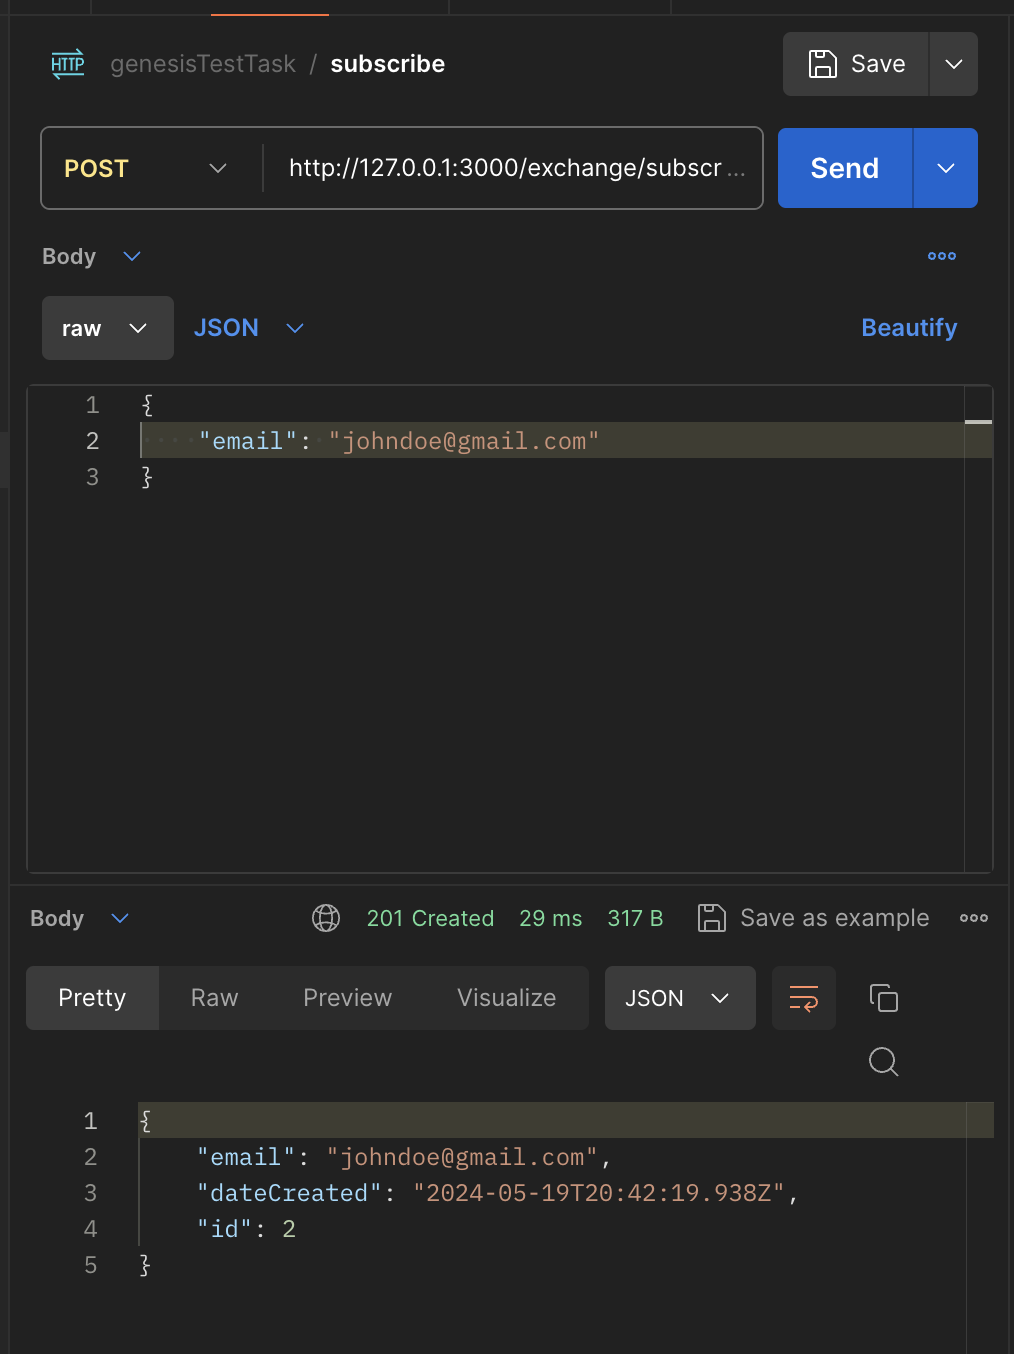 HTTP genesisTestTask / subscribe Save
POST http://127.0.0.1:3000/exchange/subscr ... Send
Body
raw JSON Beautify
1 {
2 "email": "johndoe@gmail.com"
3 }
Body 201 Created 29 ms 317 B Save as example
Pretty Raw Preview Visualize JSON
1 {
2 "email": "johndoe@gmail.com",
3 "dateCreated": "2024-05-19T20:42:19.938Z",
4 "id": 2
5 }